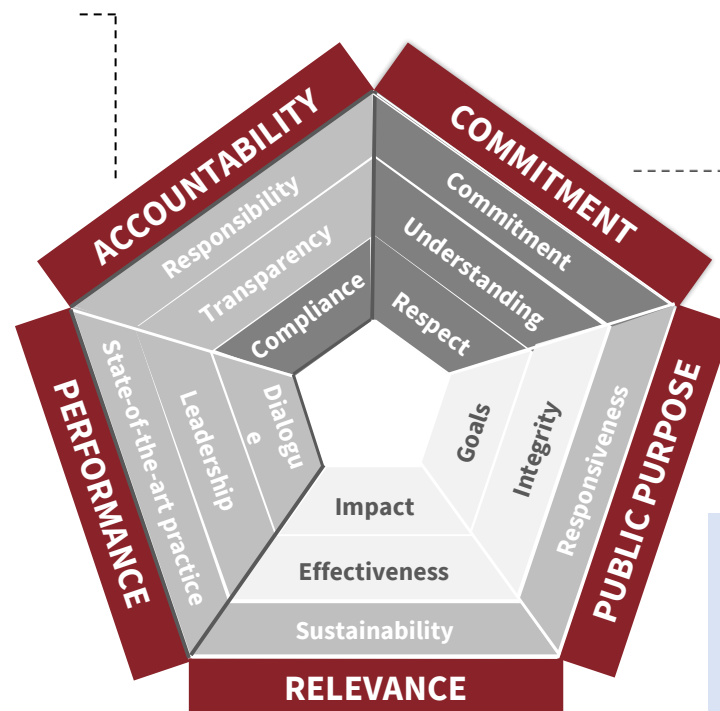 ACCOUNTABILITY
Responsibility
Transparency
Compliance
COMMITMENT
Commitment
Understanding
Respect
PUBLIC PURPOSE
Responsiveness
Integrity
Goals
RELEVANCE
Impact
Effectiveness
Sustainability
PERFORMANCE
State-of-the-art practice
Leadership
Dialogu
e